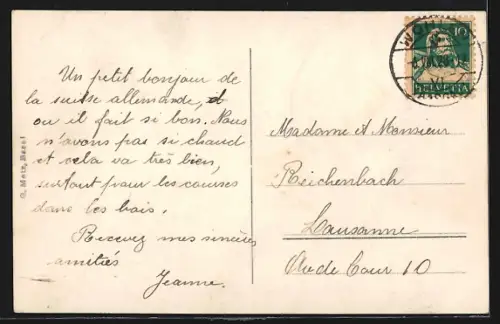 Un petit bonjour de
la suisse allemande,
où il fait si bon. Nous
n'avons pas si chaud
et cela va très bien,
surtout pour les courses
dans les bois.
Recevez mes sincères
amitiés
Jeanne.
G. Metz, Basel
10
HELVETIA
Madame et Monsieur
Reichenbach
Lausanne
Av. de Cour 10